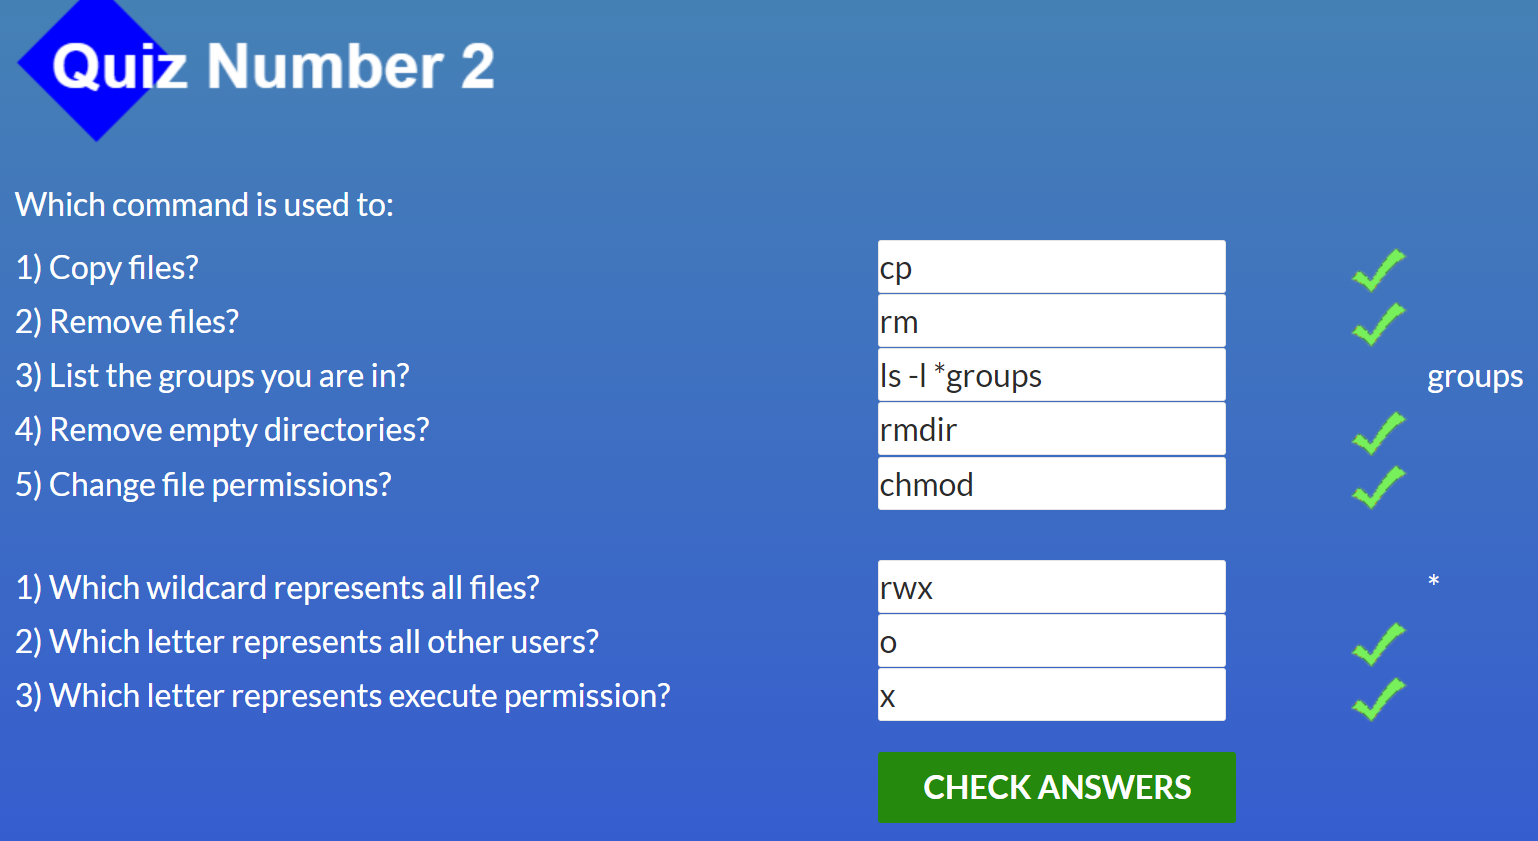 Quiz Number 2
Which command is used to:
1) Copy files? cp
2) Remove files? rm
3) List the groups you are in? ls -l *groups groups
4) Remove empty directories? rmdir
5) Change file permissions? chmod
1) Which wildcard represents all files? rwx *
2) Which letter represents all other users? o
3) Which letter represents execute permission? x
CHECK ANSWERS